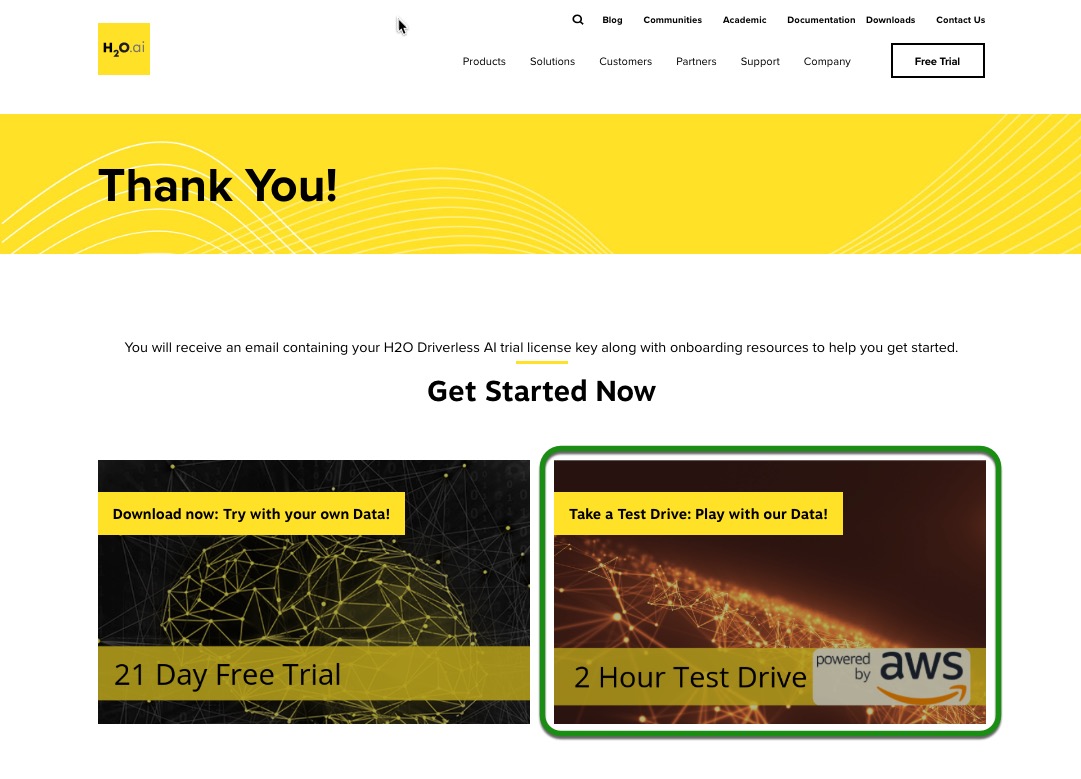 Blog Communities Academic Documentation Downloads Contact Us
H2O.ai
Products Solutions Customers Partners Support Company Free Trial
Thank You!
You will receive an email containing your H2O Driverless AI trial license key along with onboarding resources to help you get started.
Get Started Now
Download now: Try with your own Data!
21 Day Free Trial
Take a Test Drive: Play with our Data!
2 Hour Test Drive
powered by aws